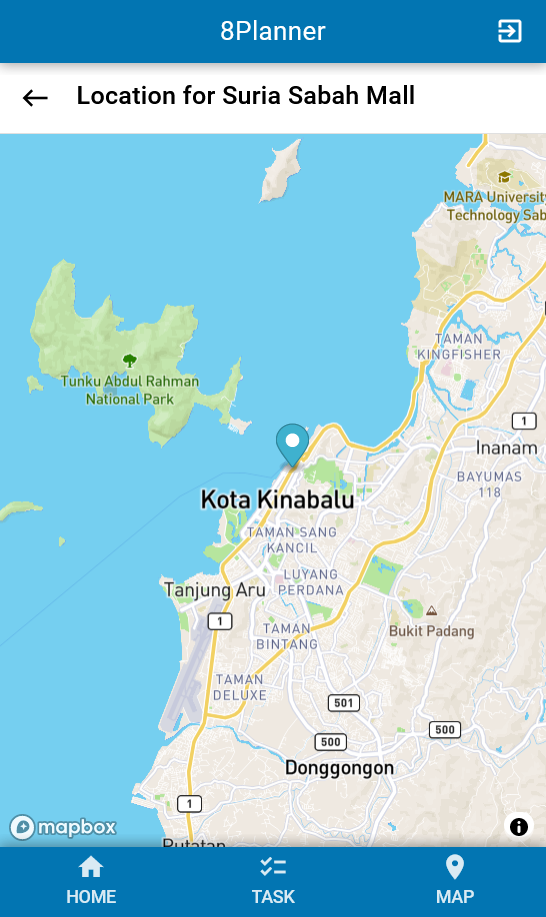 8Planner
Location for Suria Sabah Mall
MARA University
Technology Sab
TAMAN
KINGFISHER
Tunku Abdul Rahman
National Park
1
Inanam
BAYUMAS
118
Kota Kinabalu
TAMAN SANG
KANCIL
LUYANG
PERDANA
Tanjung Aru
1
TAMAN
BINTANG
Bukit Padang
TAMAN
DELUXE
501
500
500
Donggongon
1
mapbox
Putatan
HOME
TASK
MAP